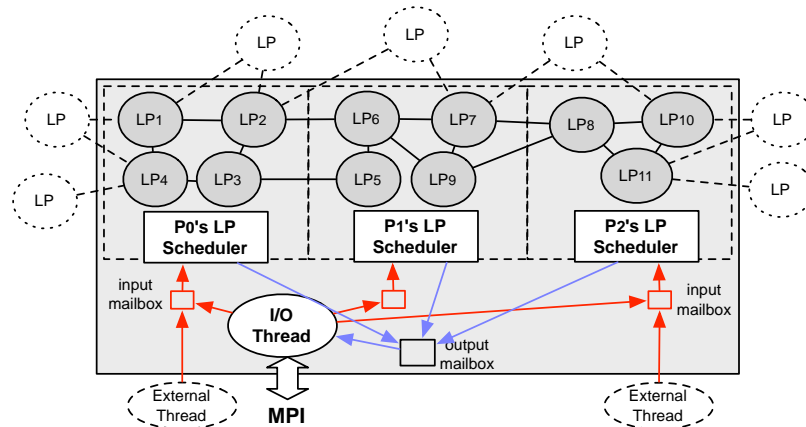 LP
LP
LP
LP
LP1
LP2
LP6
LP7
LP8
LP10
LP
LP4
LP3
LP5
LP9
LP11
LP
LP
P0's LP
Scheduler
P1's LP
Scheduler
P2's LP
Scheduler
input
mailbox
I/O
Thread
output
mailbox
input
mailbox
External
Thread
MPI
External
Thread